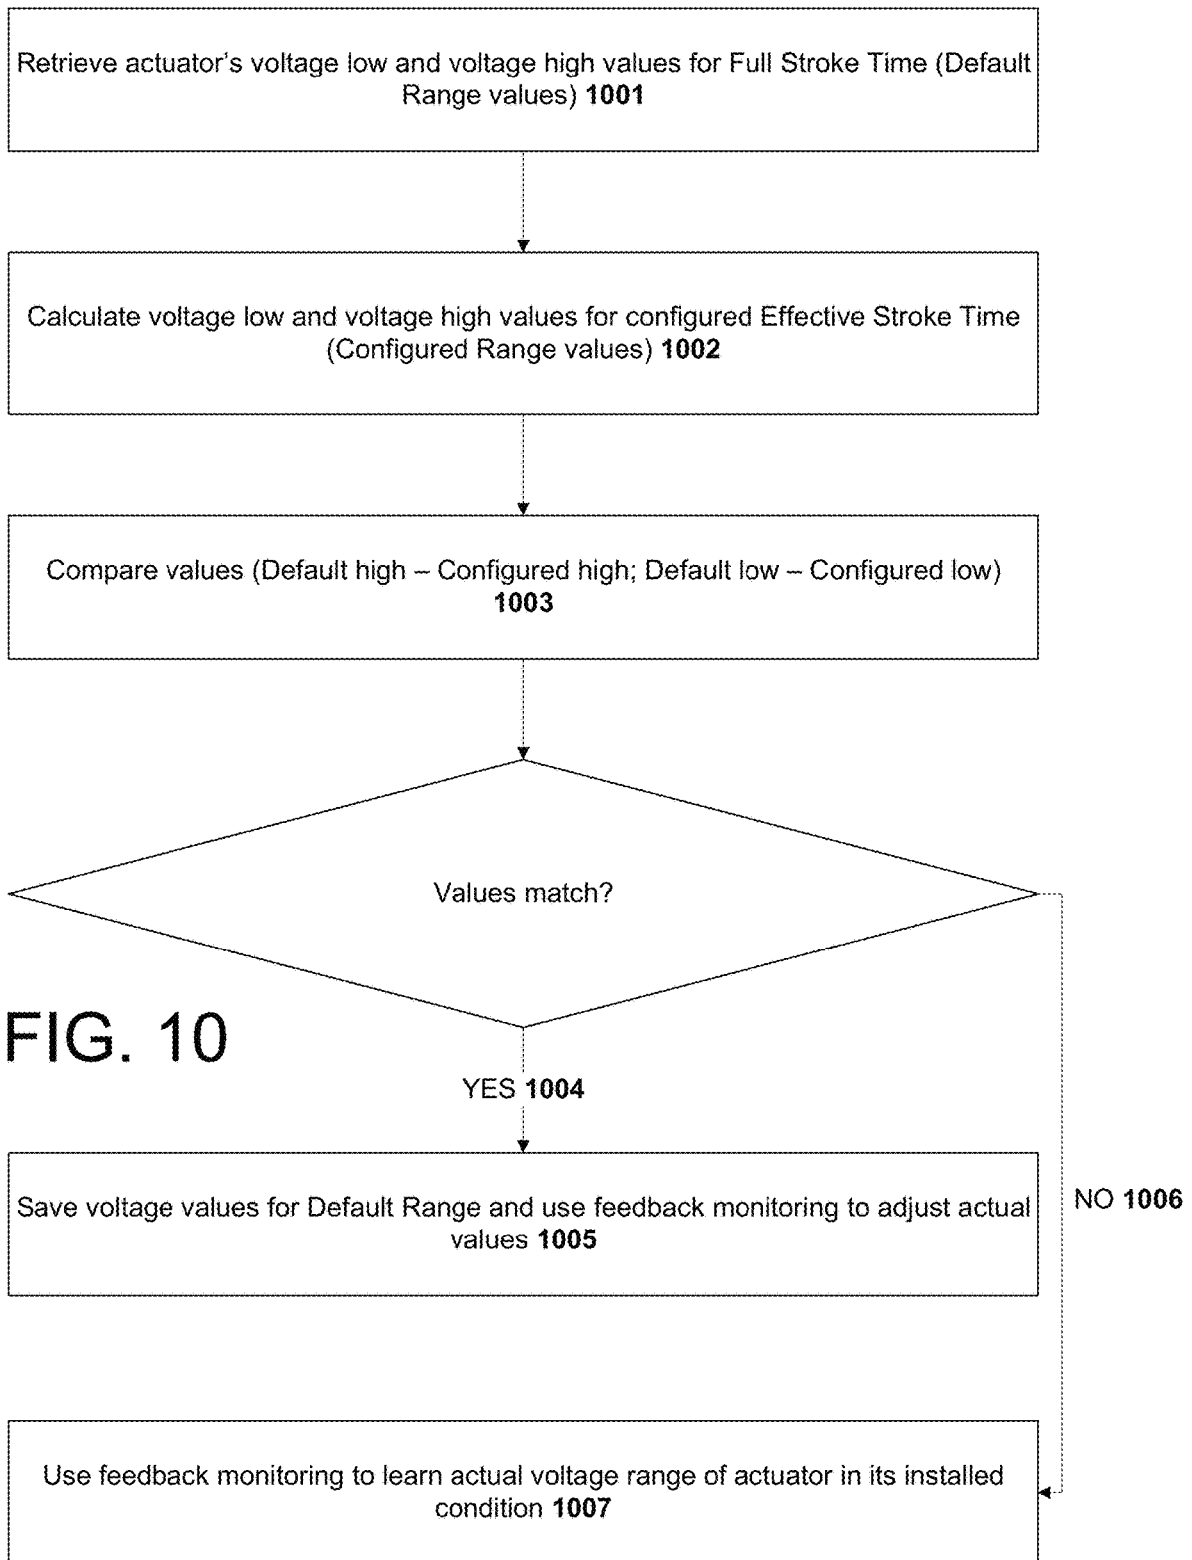 Retrieve actuator's voltage low and voltage high values for Full Stroke Time (Default
Range values) 1001
Calculate voltage low and voltage high values for configured Effective Stroke Time
(Configured Range values) 1002
Compare values (Default high – Configured high; Default low – Configured low)
1003
Values match?
FIG. 10
YES 1004
Save voltage values for Default Range and use feedback monitoring to adjust actual
values 1005
NO 1006
Use feedback monitoring to learn actual voltage range of actuator in its installed
condition 1007